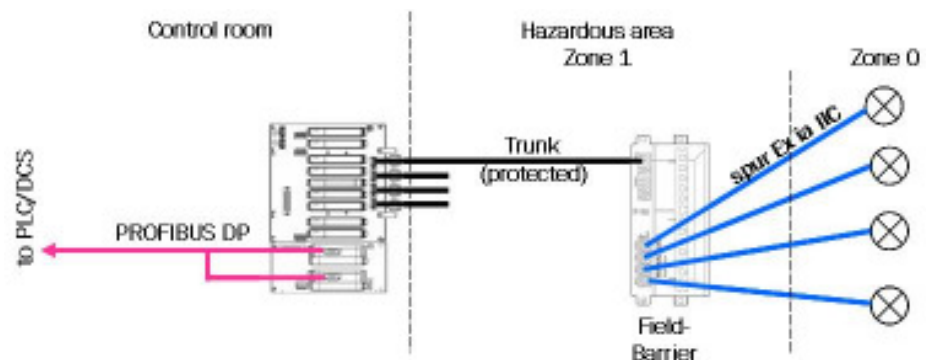 Control room
Hazardous area
Zone 1
Zone 0
Trunk
(protected)
spur Ex ia IIC
to PLC/DCS
PROFIBUS DP
Field-
Barrier